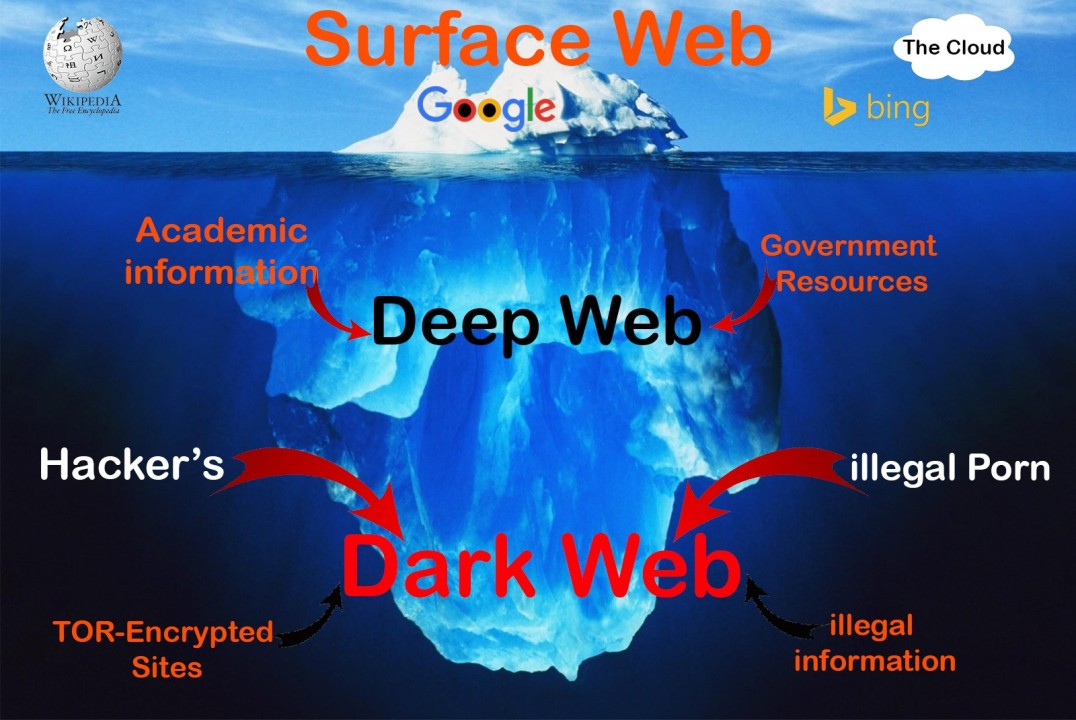 Surface Web
WIKIPEDIA
The Free Encyclopedia
Google
The Cloud
bing
Academic
information
Government
Resources
Deep Web
Hacker's
illegal Porn
Dark Web
TOR-Encrypted
Sites
illegal
information